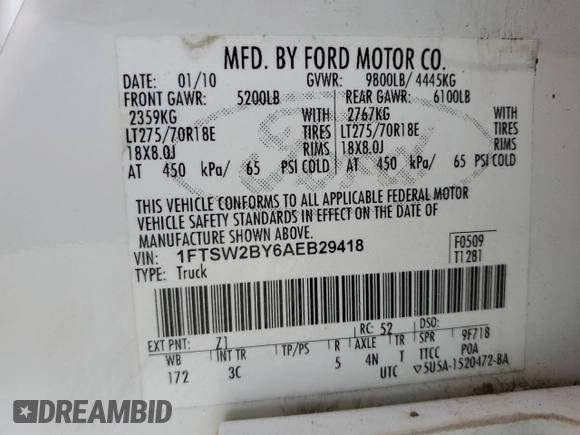 MFD. BY FORD MOTOR CO.
DATE: 01/10 GVWR: 9800LB/ 4445KG
FRONT GAWR: 5200LB REAR GAWR: 6100LB
2359KG WITH 2767KG WITH
LT275/70R18E TIRES LT275/70R18E TIRES
18X8.0J RIMS 18X8.0J RIMS
AT 450 kPa/ 65 PSI COLD AT 450 kPa/ 65 PSI COLD
THIS VEHICLE CONFORMS TO ALL APPLICABLE FEDERAL MOTOR
VEHICLE SAFETY STANDARDS IN EFFECT ON THE DATE OF
MANUFACTURE SHOWN ABOVE.
VIN: 1FTSW2BY6AEB29418 F0509
TYPE: Truck T1281
EXT PNT: Z1 RC: 52 DSO:
WB INT TR TP/PS R AXLE TR SPR 9F718
172 3C 5 4N T TTCC POA
UTC ▽5U5A-1520472-BA
DREAMBID